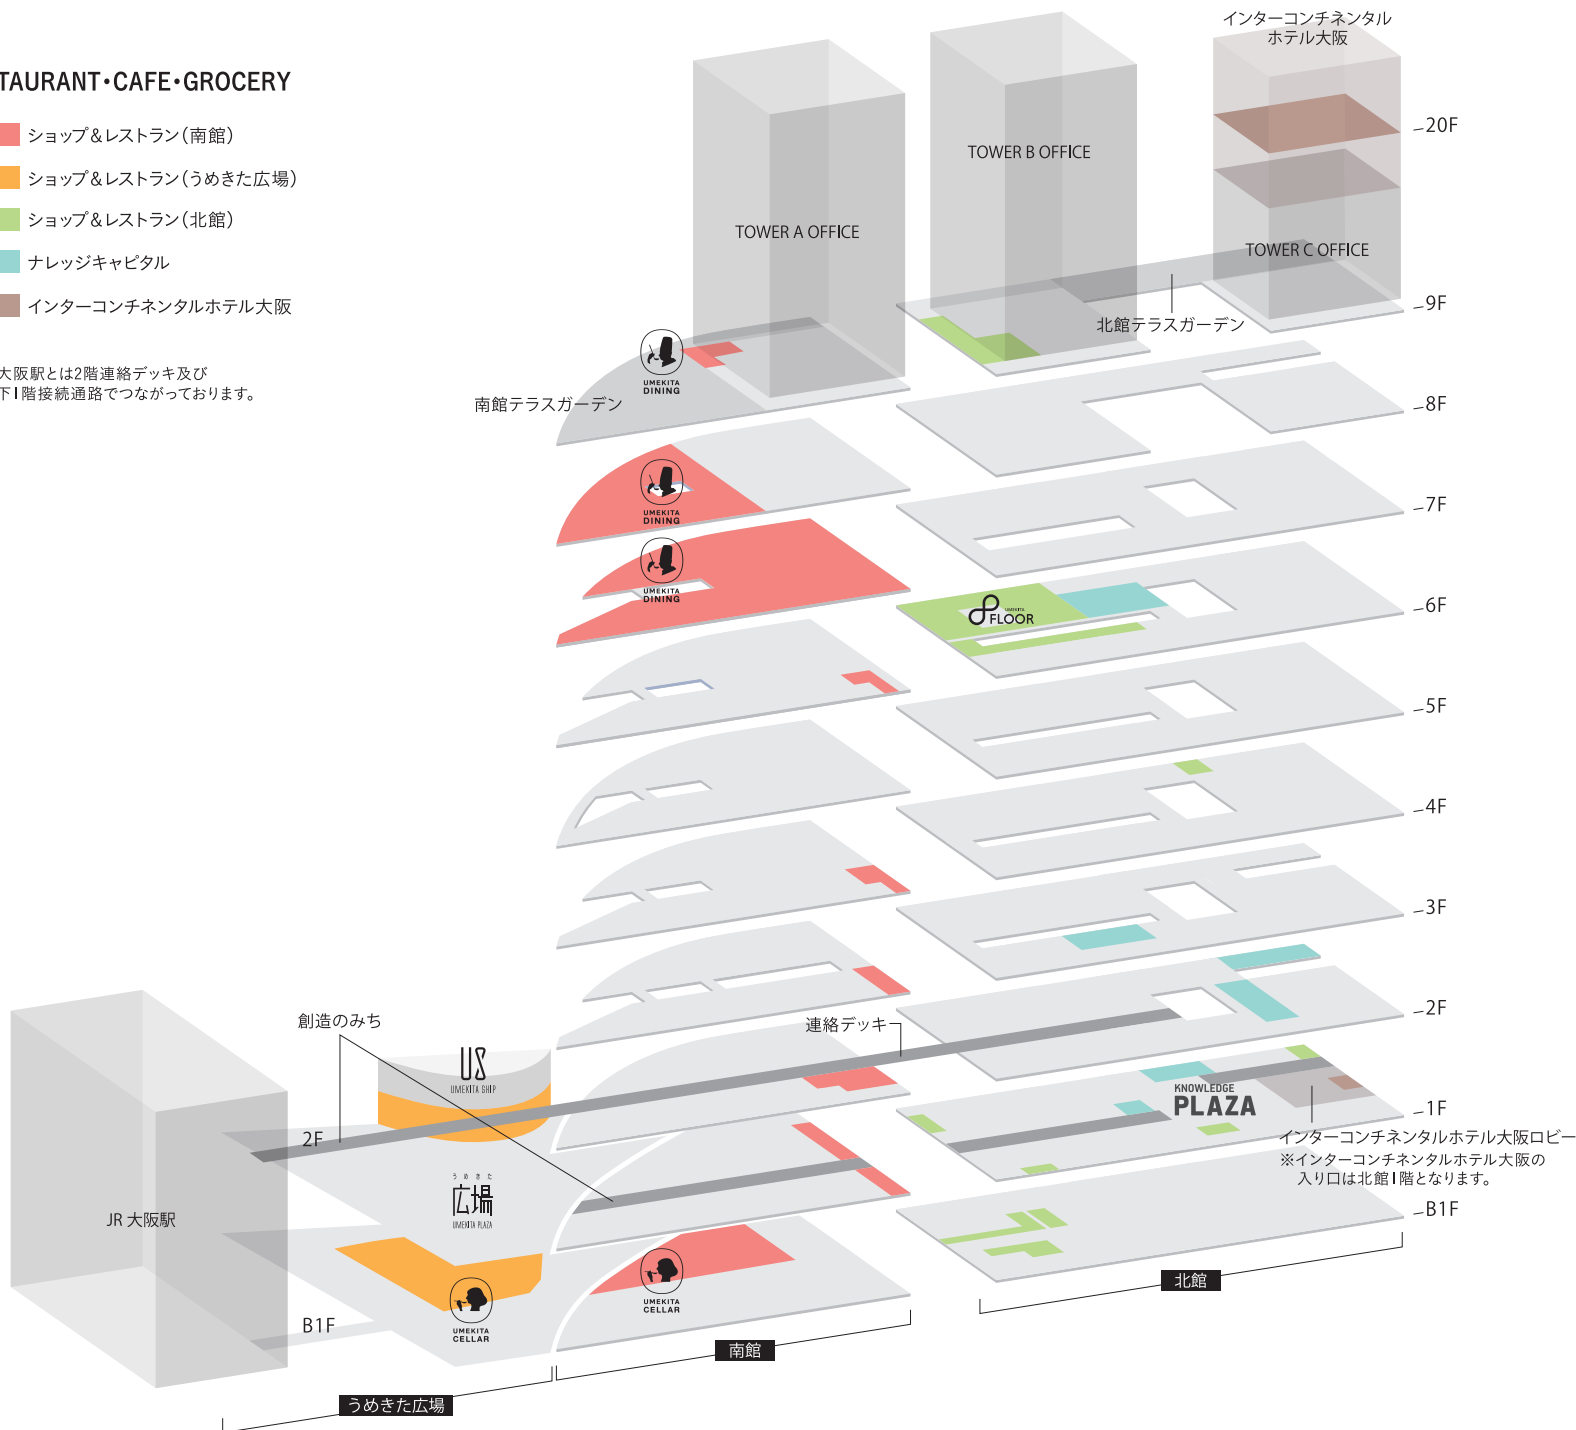 インターコンチネンタル
ホテル大阪
TAURANT・CAFE・GROCERY
ショップ&レストラン(南館)
ショップ&レストラン(うめきた広場)
ショップ&レストラン(北館)
ナレッジキャピタル
インターコンチネンタルホテル大阪
大阪駅とは2階連絡デッキ及び
下1階接続通路でつながっております。
TOWER A OFFICE
TOWER B OFFICE
TOWER C OFFICE
20F
9F
北館テラスガーデン
UMEKITA
DINING
南館テラスガーデン
8F
UMEKITA
DINING
7F
UMEKITA
DINING
UMEKITA
FLOOR
6F
5F
4F
3F
2F
創造のみち
連絡デッキ
US
UMEKITA SHIP
KNOWLEDGE
PLAZA
1F
2F
インターコンチネンタルホテル大阪ロビー
※インターコンチネンタルホテル大阪の
入り口は北館1階となります。
うめきた
広場
UMEKITA PLAZA
JR 大阪駅
B1F
北館
UMEKITA
CELLAR
UMEKITA
CELLAR
B1F
南館
うめきた広場